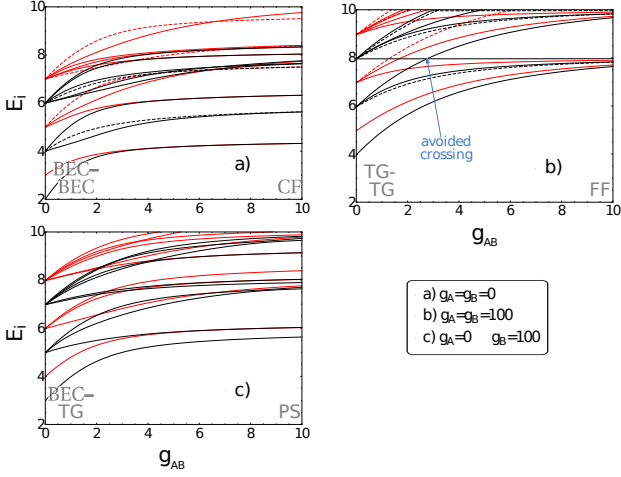 10
8
6
4
2
E_i
BEC-
BEC
a)
CF
0
2
4
6
8
10
10
8
6
4
2
avoided
crossing
TG-
TG
b)
FF
0
2
4
6
8
10
g_AB
10
8
6
4
2
E_i
BEC-
TG
c)
PS
0
2
4
6
8
10
g_AB
a) g_A=g_B=0
b) g_A=g_B=100
c) g_A=0 g_B=100